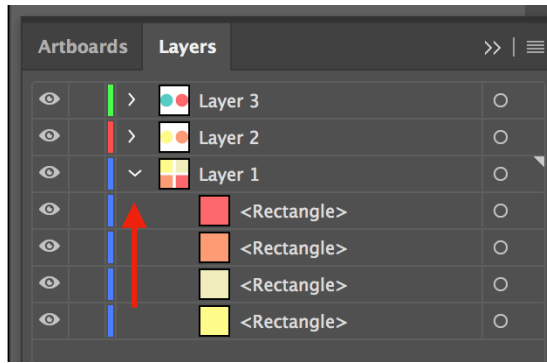 Artboards Layers
Layer 3
Layer 2
Layer 1
<Rectangle>
<Rectangle>
<Rectangle>
<Rectangle>